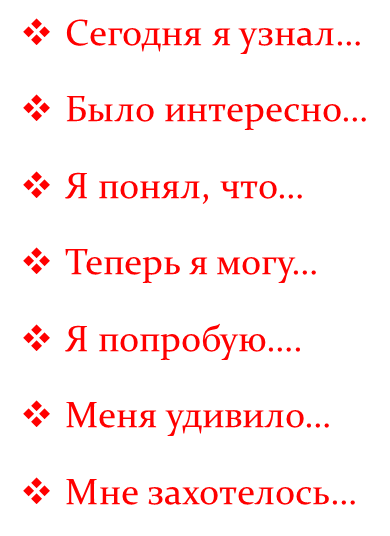 ❖ Сегодня я узнал...
❖ Было интересно...
❖ Я понял, что...
❖ Теперь я могу...
❖ Я попробую....
❖ Меня удивило...
❖ Мне захотелось...